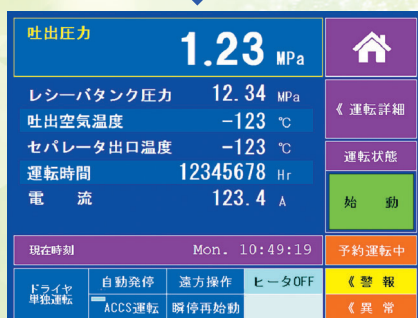 吐出圧力 1.23 MPa
レシーバタンク圧力 12.34 MPa
吐出空気温度 -123 ℃
セパレータ出口温度 -123 ℃
運転時間 12345678 Hr
電 流 123.4 A
《 運転詳細
運転状態
始 動
現在時刻 Mon. 10:49:19
予約運転中
ドライヤ
単独運転
自動発停 遠方操作 ヒータOFF
ACCS運転 瞬停再始動
《 警 報
《 異 常